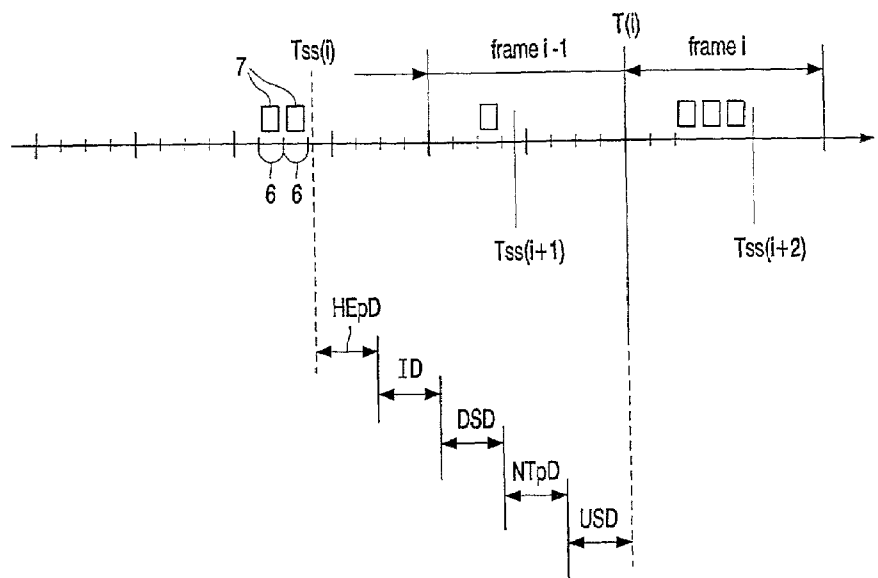 T(i)
Tss(i)
frame i -1
frame i
7
6 6
Tss(i+1)
Tss(i+2)
HEpD
ID
DSD
NTpD
USD